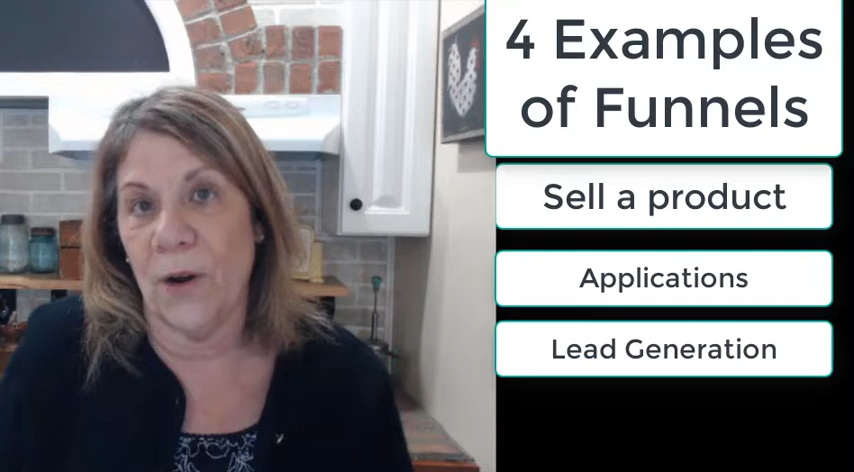 4 Examples
of Funnels
Sell a product
Applications
Lead Generation